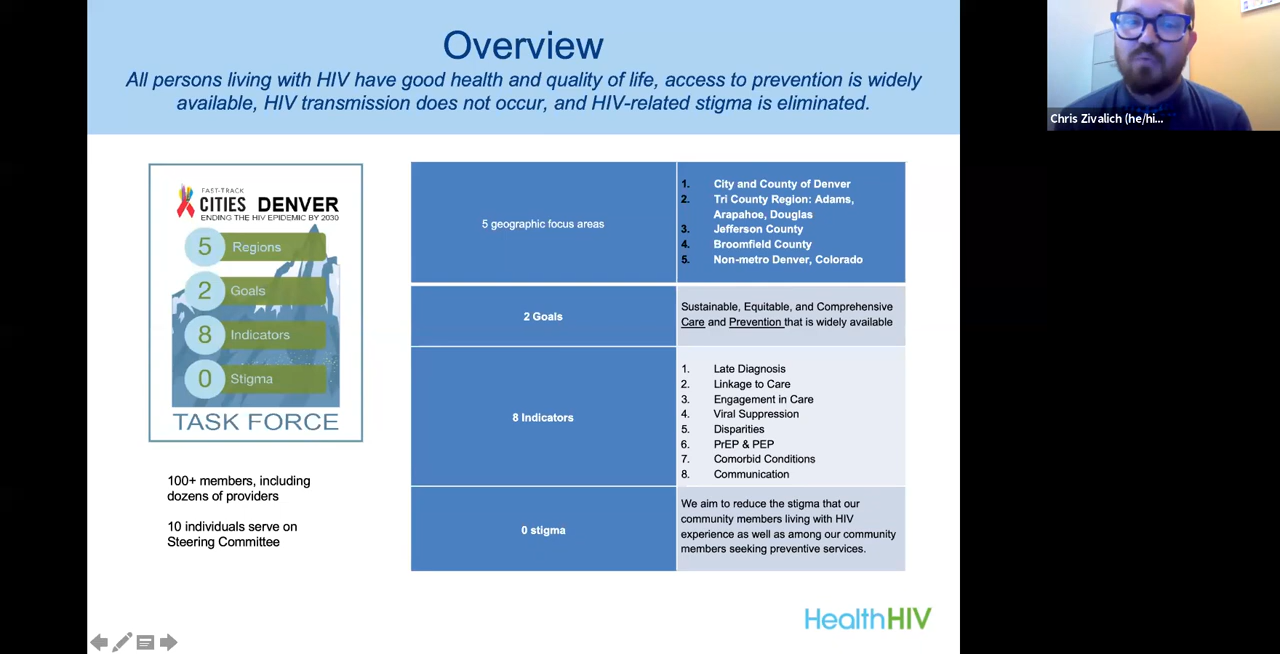 Overview
All persons living with HIV have good health and quality of life, access to prevention is widely
available, HIV transmission does not occur, and HIV-related stigma is eliminated.
Chris Zivalich (he/hi...
FAST-TRACK
CITIES DENVER
ENDING THE HIV EPIDEMIC BY 2030
5 Regions
2 Goals
8 Indicators
0 Stigma
TASK FORCE
100+ members, including
dozens of providers
10 individuals serve on
Steering Committee
5 geographic focus areas
1. City and County of Denver
2. Tri County Region: Adams,
Arapahoe, Douglas
3. Jefferson County
4. Broomfield County
5. Non-metro Denver, Colorado
2 Goals
Sustainable, Equitable, and Comprehensive
Care and Prevention that is widely available
8 Indicators
1. Late Diagnosis
2. Linkage to Care
3. Engagement in Care
4. Viral Suppression
5. Disparities
6. PrEP & PEP
7. Comorbid Conditions
8. Communication
0 stigma
We aim to reduce the stigma that our
community members living with HIV
experience as well as among our community
members seeking preventive services.
HealthHIV